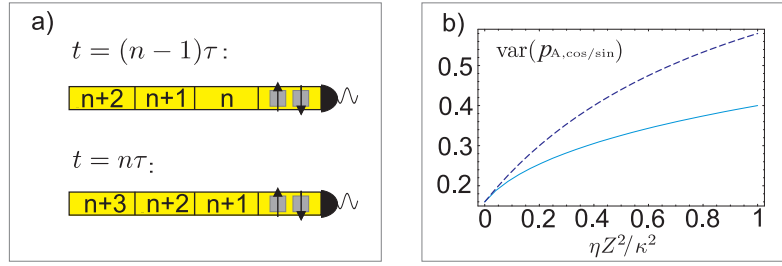 a)
t = (n − 1)τ:
n+2 n+1 n
t = nτ:
n+3 n+2 n+1
b)
var(p_A,cos/sin)
0.5
0.4
0.3
0.2
0 0.2 0.4 0.6 0.8 1
ηZ²/κ²